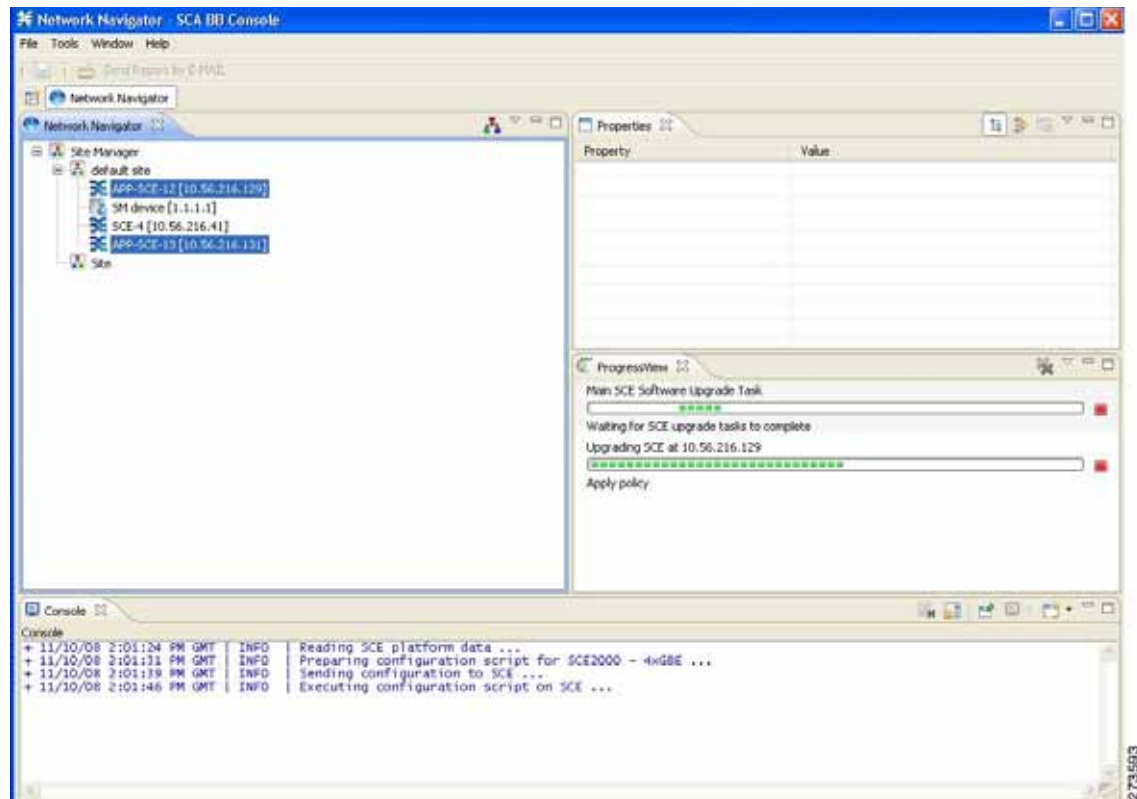 Network Navigator - SCA BB Console
File Tools Window Help
Send Report by E-MAIL
Network Navigator
Network Navigator
Site Manager
default site
APP-SCE-12 [10.56.216.129]
SM device [1.1.1.1]
SCE-4 [10.56.216.41]
APP-SCE-13 [10.56.216.131]
Site
Properties
Property Value
ProgressView
Main SCE Software Upgrade Task
Waiting for SCE upgrade tasks to complete
Upgrading SCE at 10.56.216.129
Apply policy
Console
Console
+ 11/10/08 2:01:24 PM GMT | INFO | Reading SCE platform data ...
+ 11/10/08 2:01:31 PM GMT | INFO | Preparing configuration script for SCE2000 - 4xGBE ...
+ 11/10/08 2:01:39 PM GMT | INFO | Sending configuration to SCE ...
+ 11/10/08 2:01:46 PM GMT | INFO | Executing configuration script on SCE ...
273593